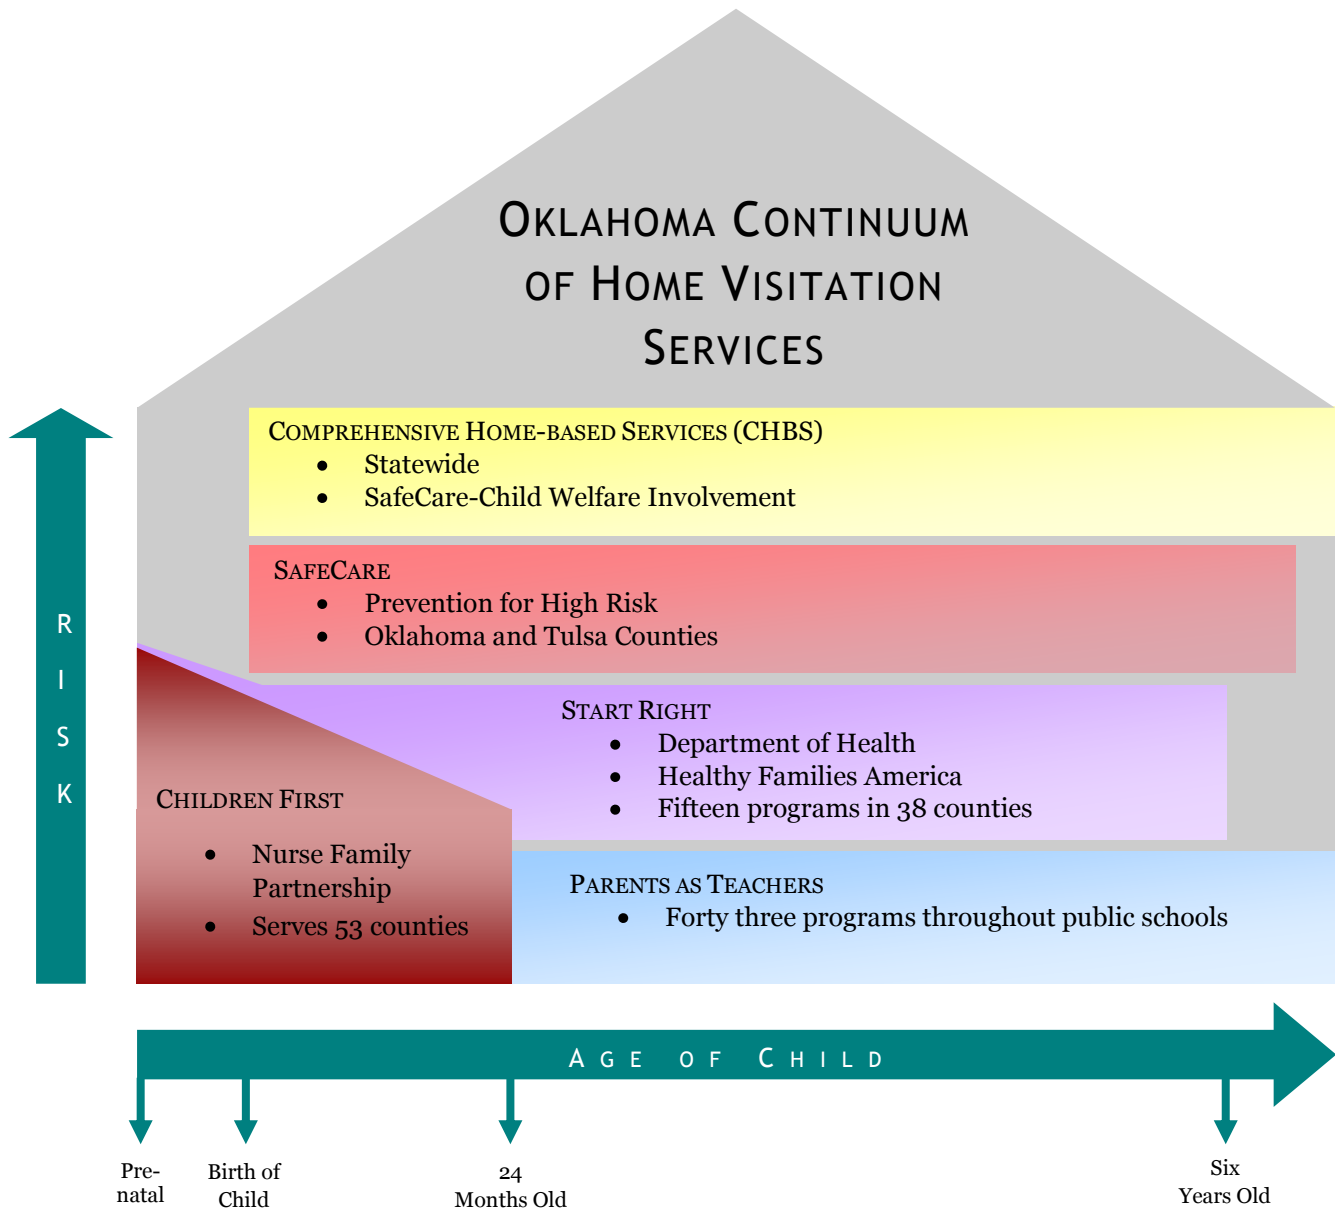 OKLAHOMA CONTINUUM
OF HOME VISITATION
SERVICES
COMPREHENSIVE HOME-BASED SERVICES (CHBS)
• Statewide
• SafeCare-Child Welfare Involvement
SAFECARE
• Prevention for High Risk
• Oklahoma and Tulsa Counties
RISK
START RIGHT
• Department of Health
• Healthy Families America
• Fifteen programs in 38 counties
CHILDREN FIRST
• Nurse Family
Partnership
• Serves 53 counties
PARENTS AS TEACHERS
• Forty three programs throughout public schools
AGE OF CHILD
Pre-
natal
Birth of
Child
24
Months Old
Six
Years Old